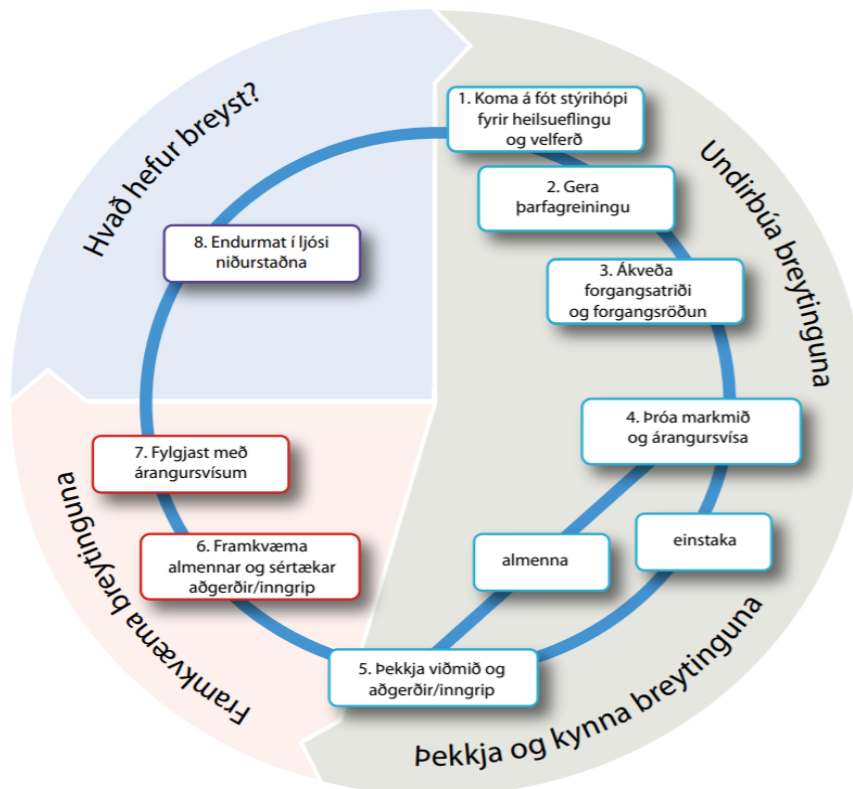 Hvað hefur breyst?
Undirbúa breytinguna
1. Koma á fót stýrihópi
fyrir heilsueflingu
og velferð
2. Gera
þarfagreiningu
3. Ákveða
forgangsatriði
og forgangsröðun
4. Þróa markmið
og árangursvísa
einstaka
almenna
5. Þekkja viðmið og
aðgerðir/inngrip
Þekkja og kynna breytinguna
6. Framkvæma
almennar og sértækar
aðgerðir/inngrip
7. Fylgjast með
árangursvísum
Framkvæma breytinguna
8. Endurmat í ljósi
niðurstaðna